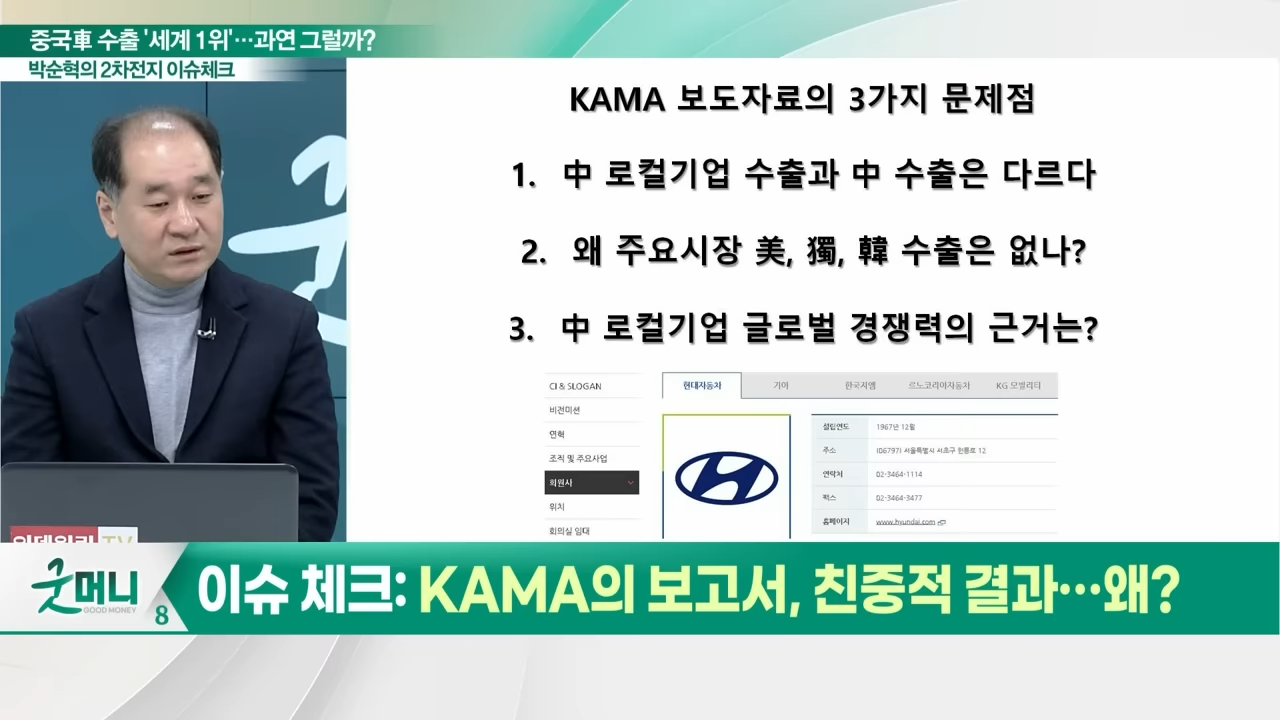 중국車 수출 '세계 1위'…과연 그럴까?
박순혁의 2차전지 이슈체크
KAMA 보도자료의 3가지 문제점
1. 中 로컬기업 수출과 中 수출은 다르다
2. 왜 주요시장 美, 獨, 韓 수출은 없나?
3. 中 로컬기업 글로벌 경쟁력의 근거는?
CI & SLOGAN
비전미션
연혁
조직 및 주요사업
회원사
위치
회의실 임대
현대자동차 기아 한국지엠 르노코리아자동차 KG 모빌리티
설립연도 1967년 12월
주소 (06797) 서울특별시 서초구 헌릉로 12
연락처 02-3464-1114
팩스 02-3464-3477
홈페이지 www.hyundai.com
TV
굿머니
GOOD MONEY
8
이슈 체크: KAMA의 보고서, 친중적 결과…왜?